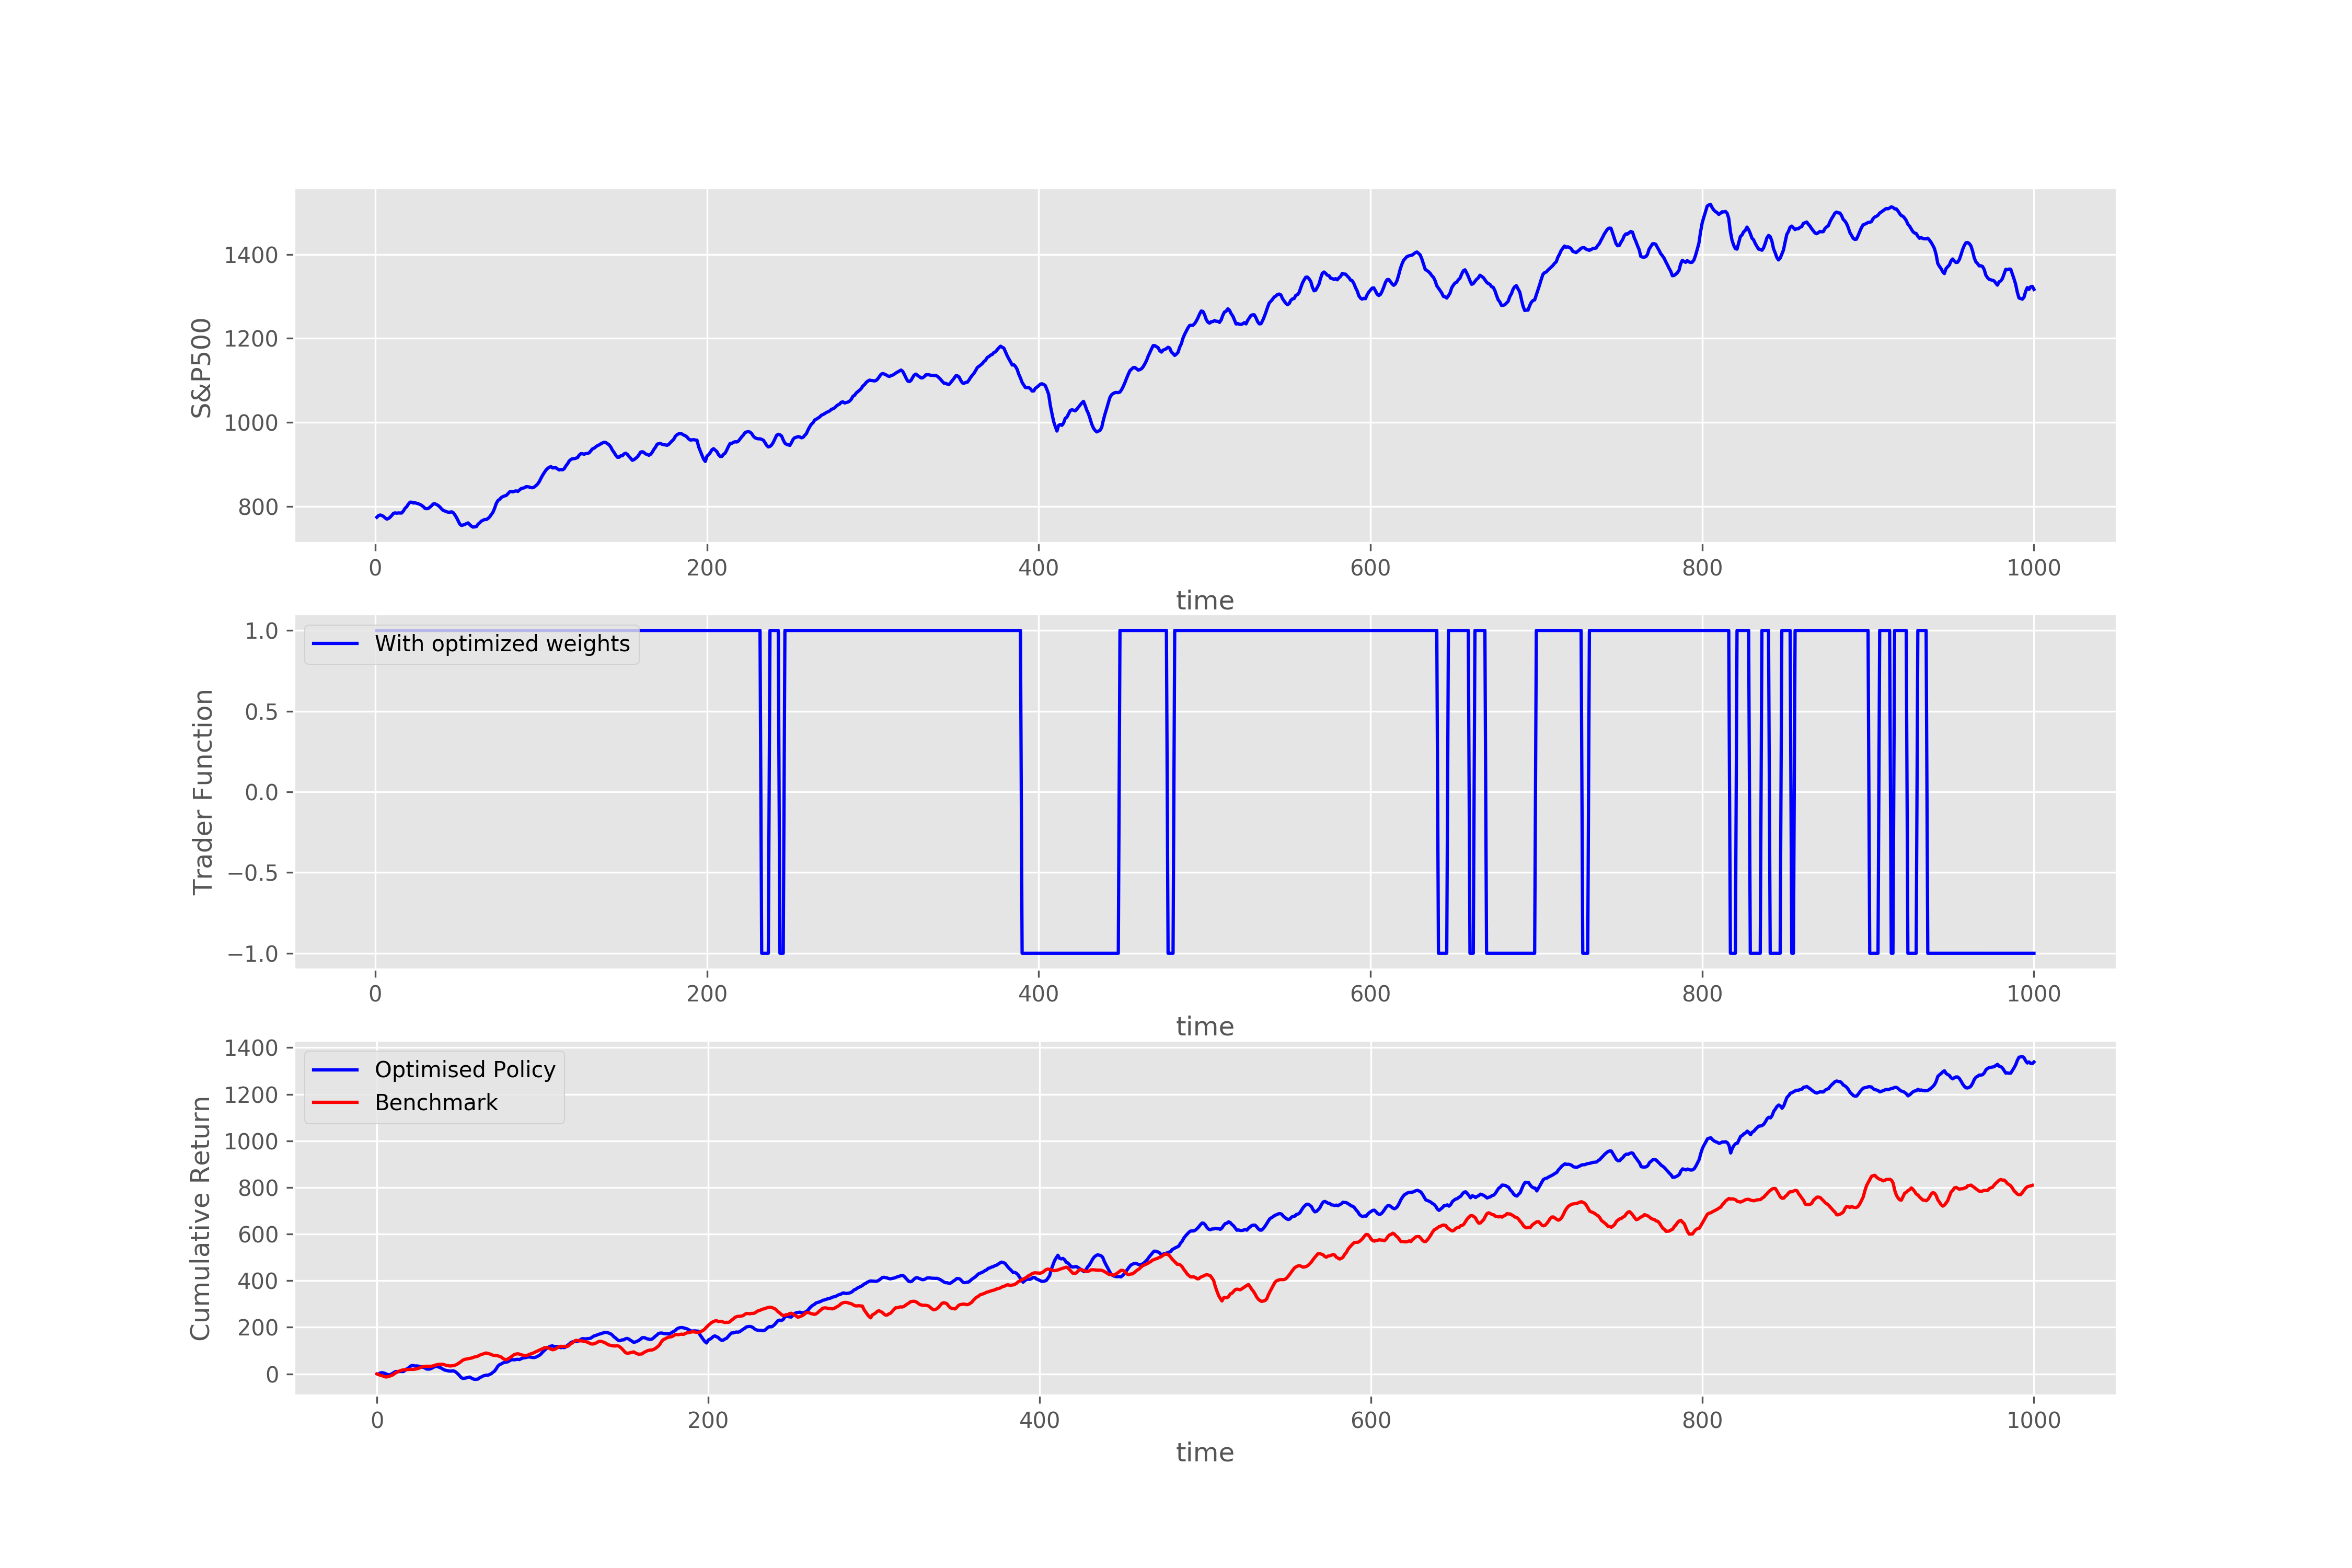 1400
1200
1000
800
S&P500
0 200 400 600 800 1000
time
With optimized weights
1.0
0.5
0.0
−0.5
−1.0
Trader Function
0 200 400 600 800 1000
time
Optimised Policy
Benchmark
1400
1200
1000
800
600
400
200
0
Cumulative Return
0 200 400 600 800 1000
time